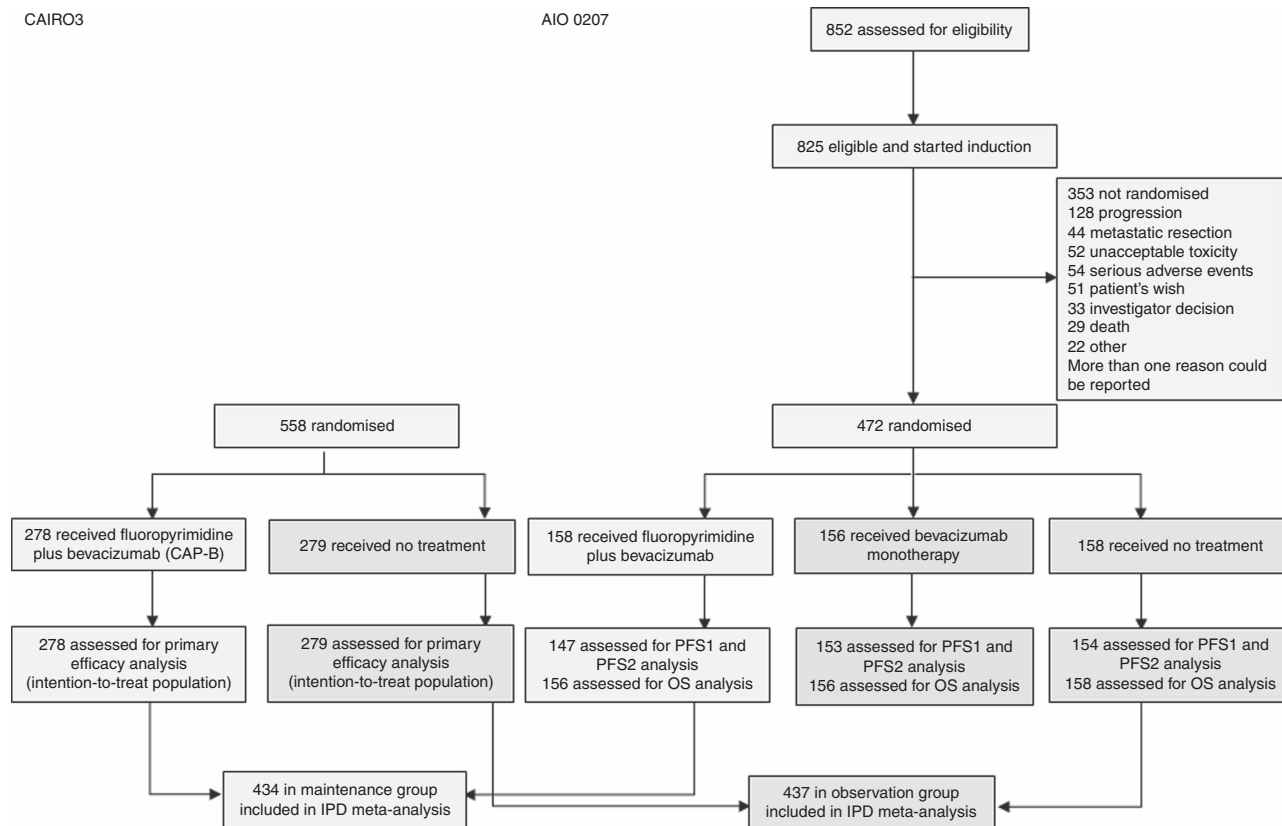 CAIRO3
AIO 0207
852 assessed for eligibility
825 eligible and started induction
353 not randomised
128 progression
44 metastatic resection
52 unacceptable toxicity
54 serious adverse events
51 patient's wish
33 investigator decision
29 death
22 other
More than one reason could
be reported
558 randomised
472 randomised
278 received fluoropyrimidine
plus bevacizumab (CAP-B)
279 received no treatment
158 received fluoropyrimidine
plus bevacizumab
156 received bevacizumab
monotherapy
158 received no treatment
278 assessed for primary
efficacy analysis
(intention-to-treat population)
279 assessed for primary
efficacy analysis
(intention-to-treat population)
147 assessed for PFS1 and
PFS2 analysis
156 assessed for OS analysis
153 assessed for PFS1 and
PFS2 analysis
156 assessed for OS analysis
154 assessed for PFS1 and
PFS2 analysis
158 assessed for OS analysis
434 in maintenance group
included in IPD meta-analysis
437 in observation group
included in IPD meta-analysis